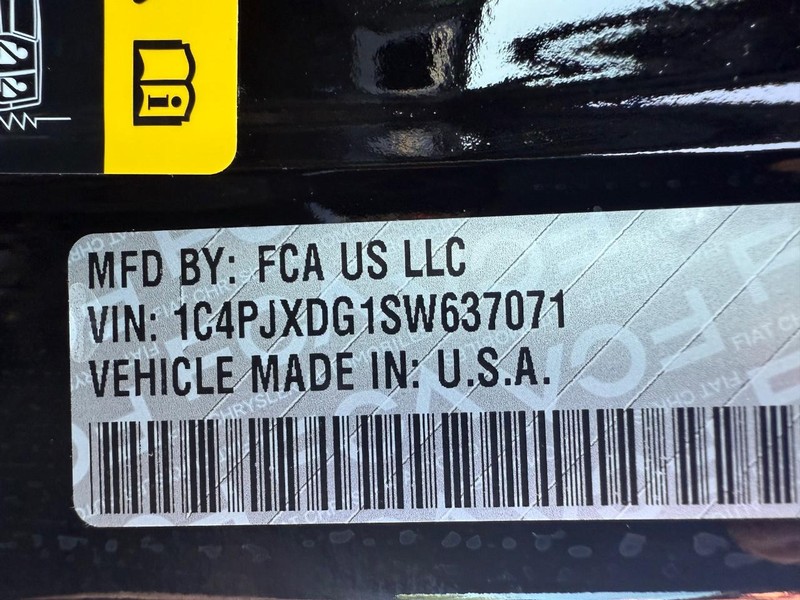 MFD BY: FCA US LLC
VIN: 1C4PJXDG1SW637071
VEHICLE MADE IN: U.S.A.